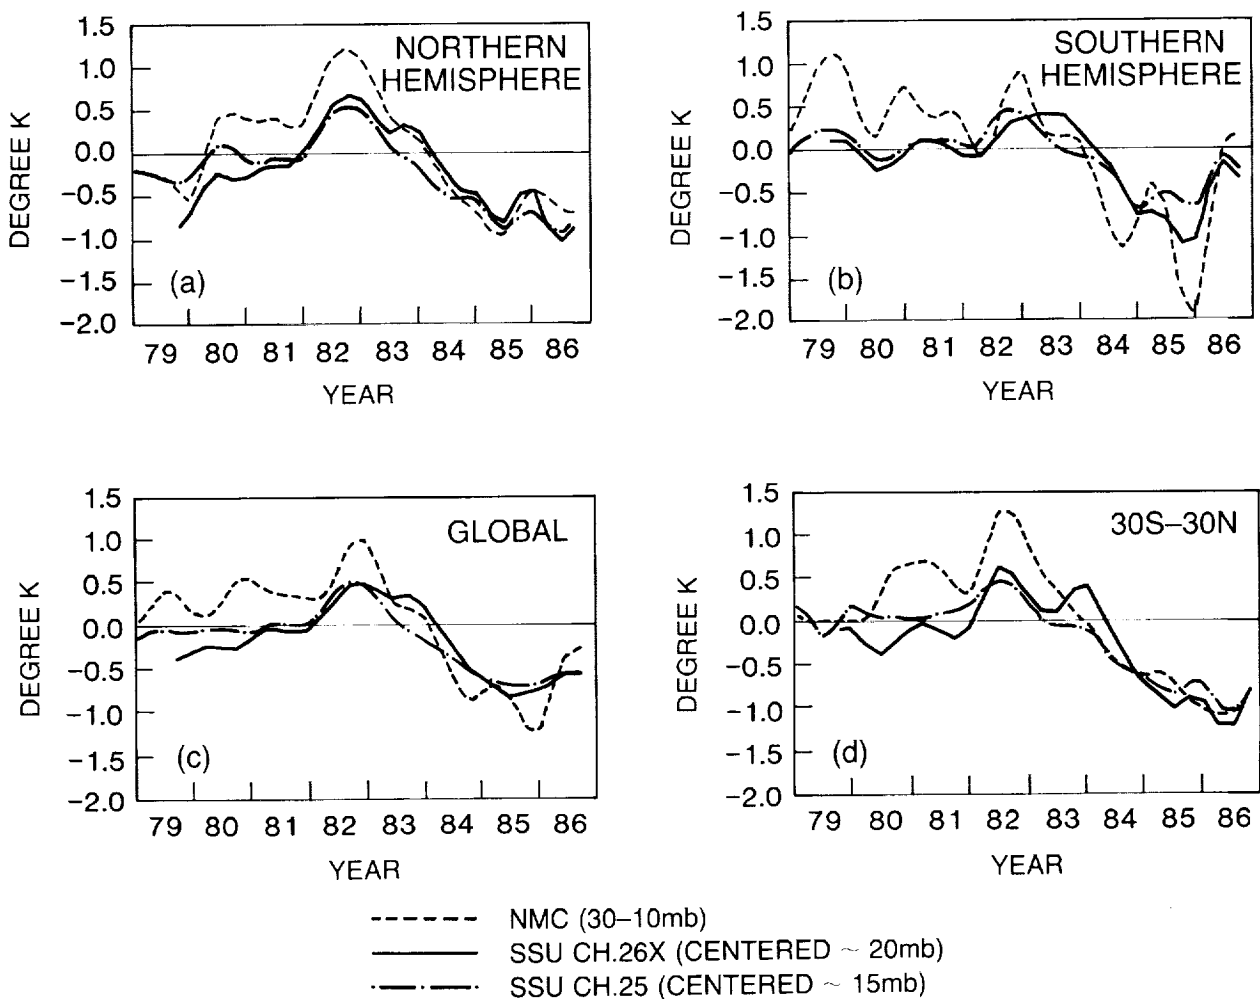 NORTHERN
HEMISPHERE
1.5
1.0
0.5
0.0
−0.5
−1.0
−1.5
−2.0
DEGREE K
(a)
79 80 81 82 83 84 85 86
YEAR
SOUTHERN
HEMISPHERE
1.5
1.0
0.5
0.0
−0.5
−1.0
−1.5
−2.0
DEGREE K
(b)
79 80 81 82 83 84 85 86
YEAR
GLOBAL
1.5
1.0
0.5
0.0
−0.5
−1.0
−1.5
−2.0
DEGREE K
(c)
79 80 81 82 83 84 85 86
YEAR
30S–30N
1.5
1.0
0.5
0.0
−0.5
−1.0
−1.5
−2.0
DEGREE K
(d)
79 80 81 82 83 84 85 86
YEAR
NMC (30–10mb)
SSU CH.26X (CENTERED ~ 20mb)
SSU CH.25 (CENTERED ~ 15mb)